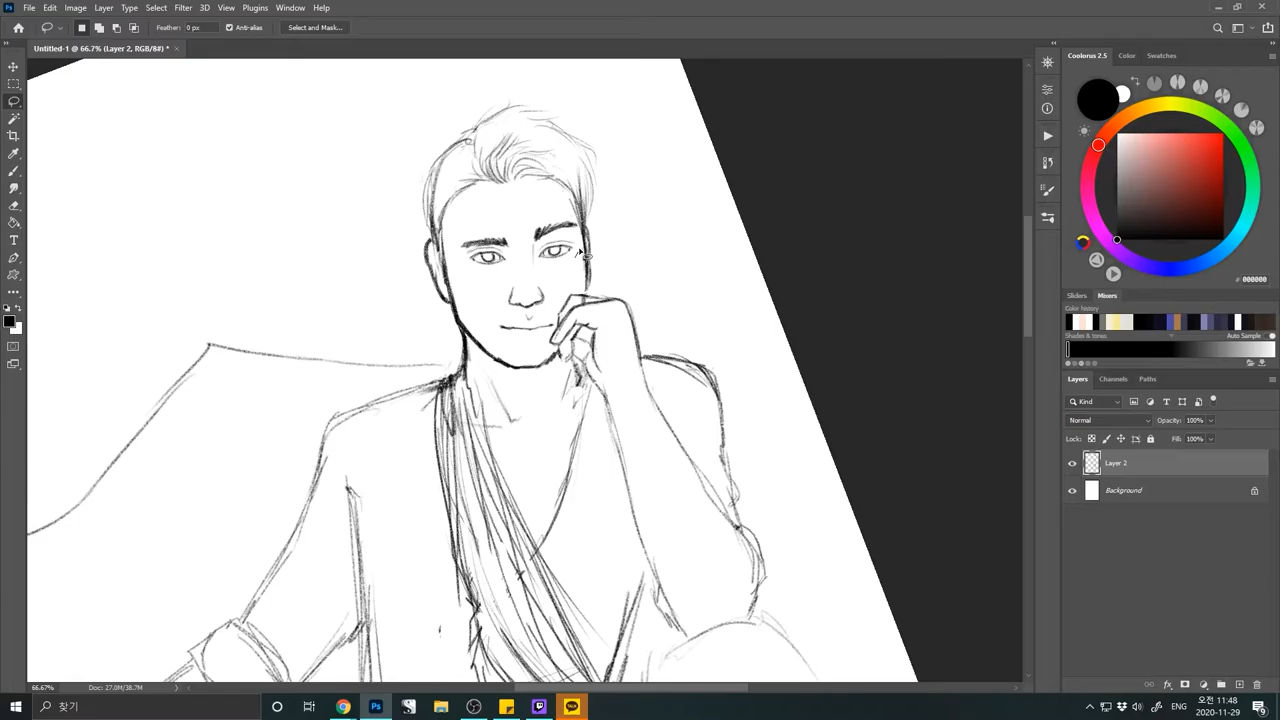 Ps File Edit Image Layer Type Select Filter 3D View Plugins Window Help
Feather: 0 px Anti-alias Select and Mask...
Untitled-1 @ 66.7% (Layer 2, RGB/8#) *
Coolorus 2.5 Color Swatches
000000
Sliders Mixers
Color history
Shades & tones Auto Sample
Layers Channels Paths
Kind
Normal Opacity: 100%
Lock: Fill: 100%
Layer 2
Background
66.67% Doc: 27.0M/38.7M
찾기
Ps
TALK
ENG
오전 11:48
2020-11-29